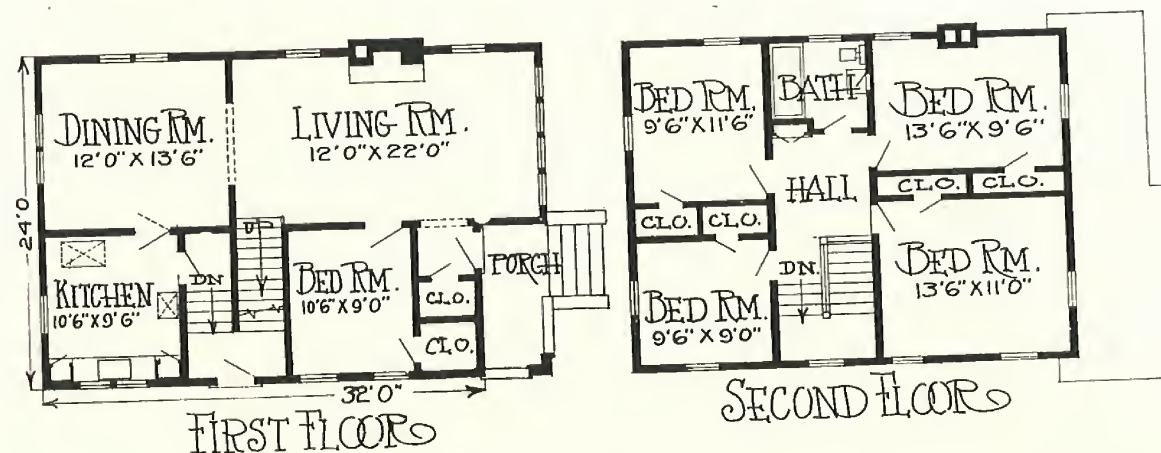 DINING RM.
12'0" X 13'6"
LIVING RM.
12'0" X 22'0"
24'0
KITCHEN
10'6" X 9'6"
DN
UP
BED RM.
10'6" X 9'0"
CLO.
CLO.
PORCH
32'0"
FIRST FLOOR
BED RM.
9'6" X 11'6"
BATH
BED RM.
13'6" X 9'6"
HALL
CLO.
CLO.
CLO.
CLO.
BED RM.
9'6" X 9'0"
DN.
BED RM.
13'6" X 11'0"
SECOND FLOOR